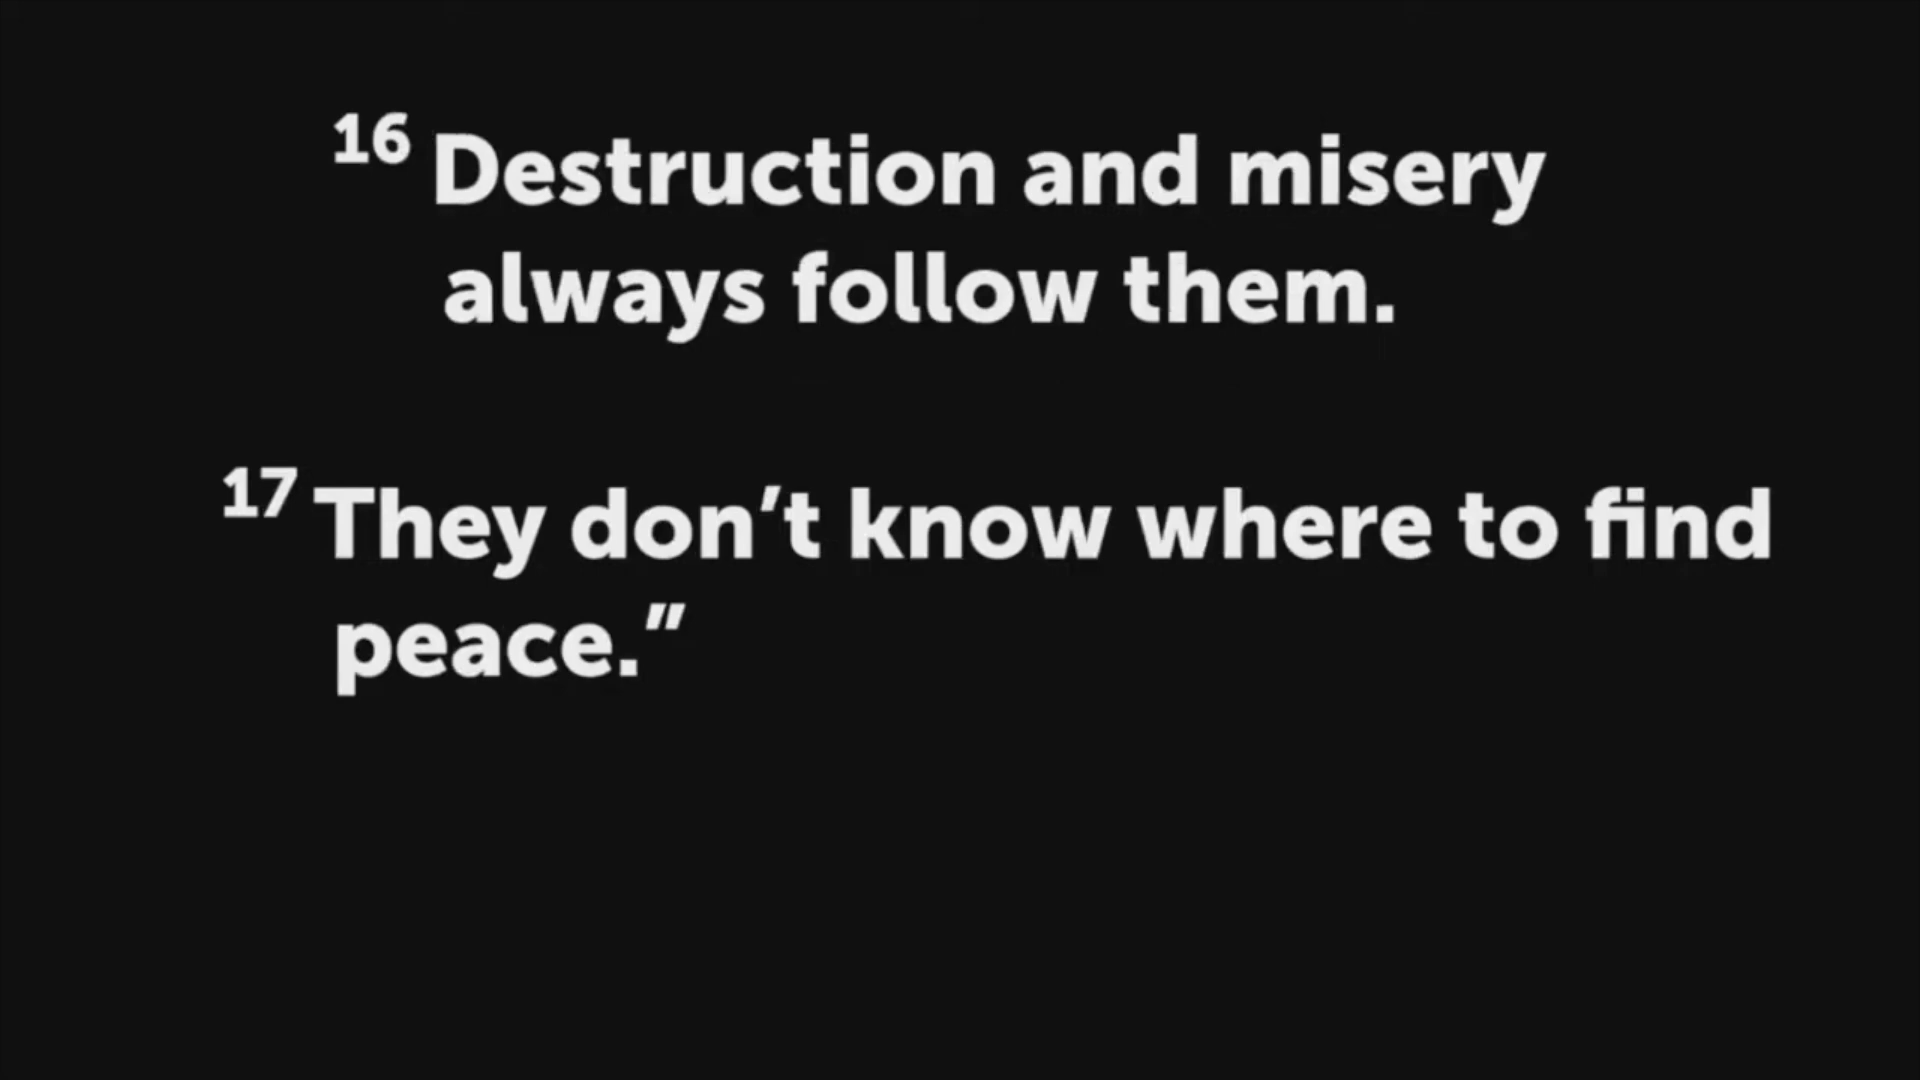 16 Destruction and misery
always follow them.
17 They don’t know where to find
peace.”